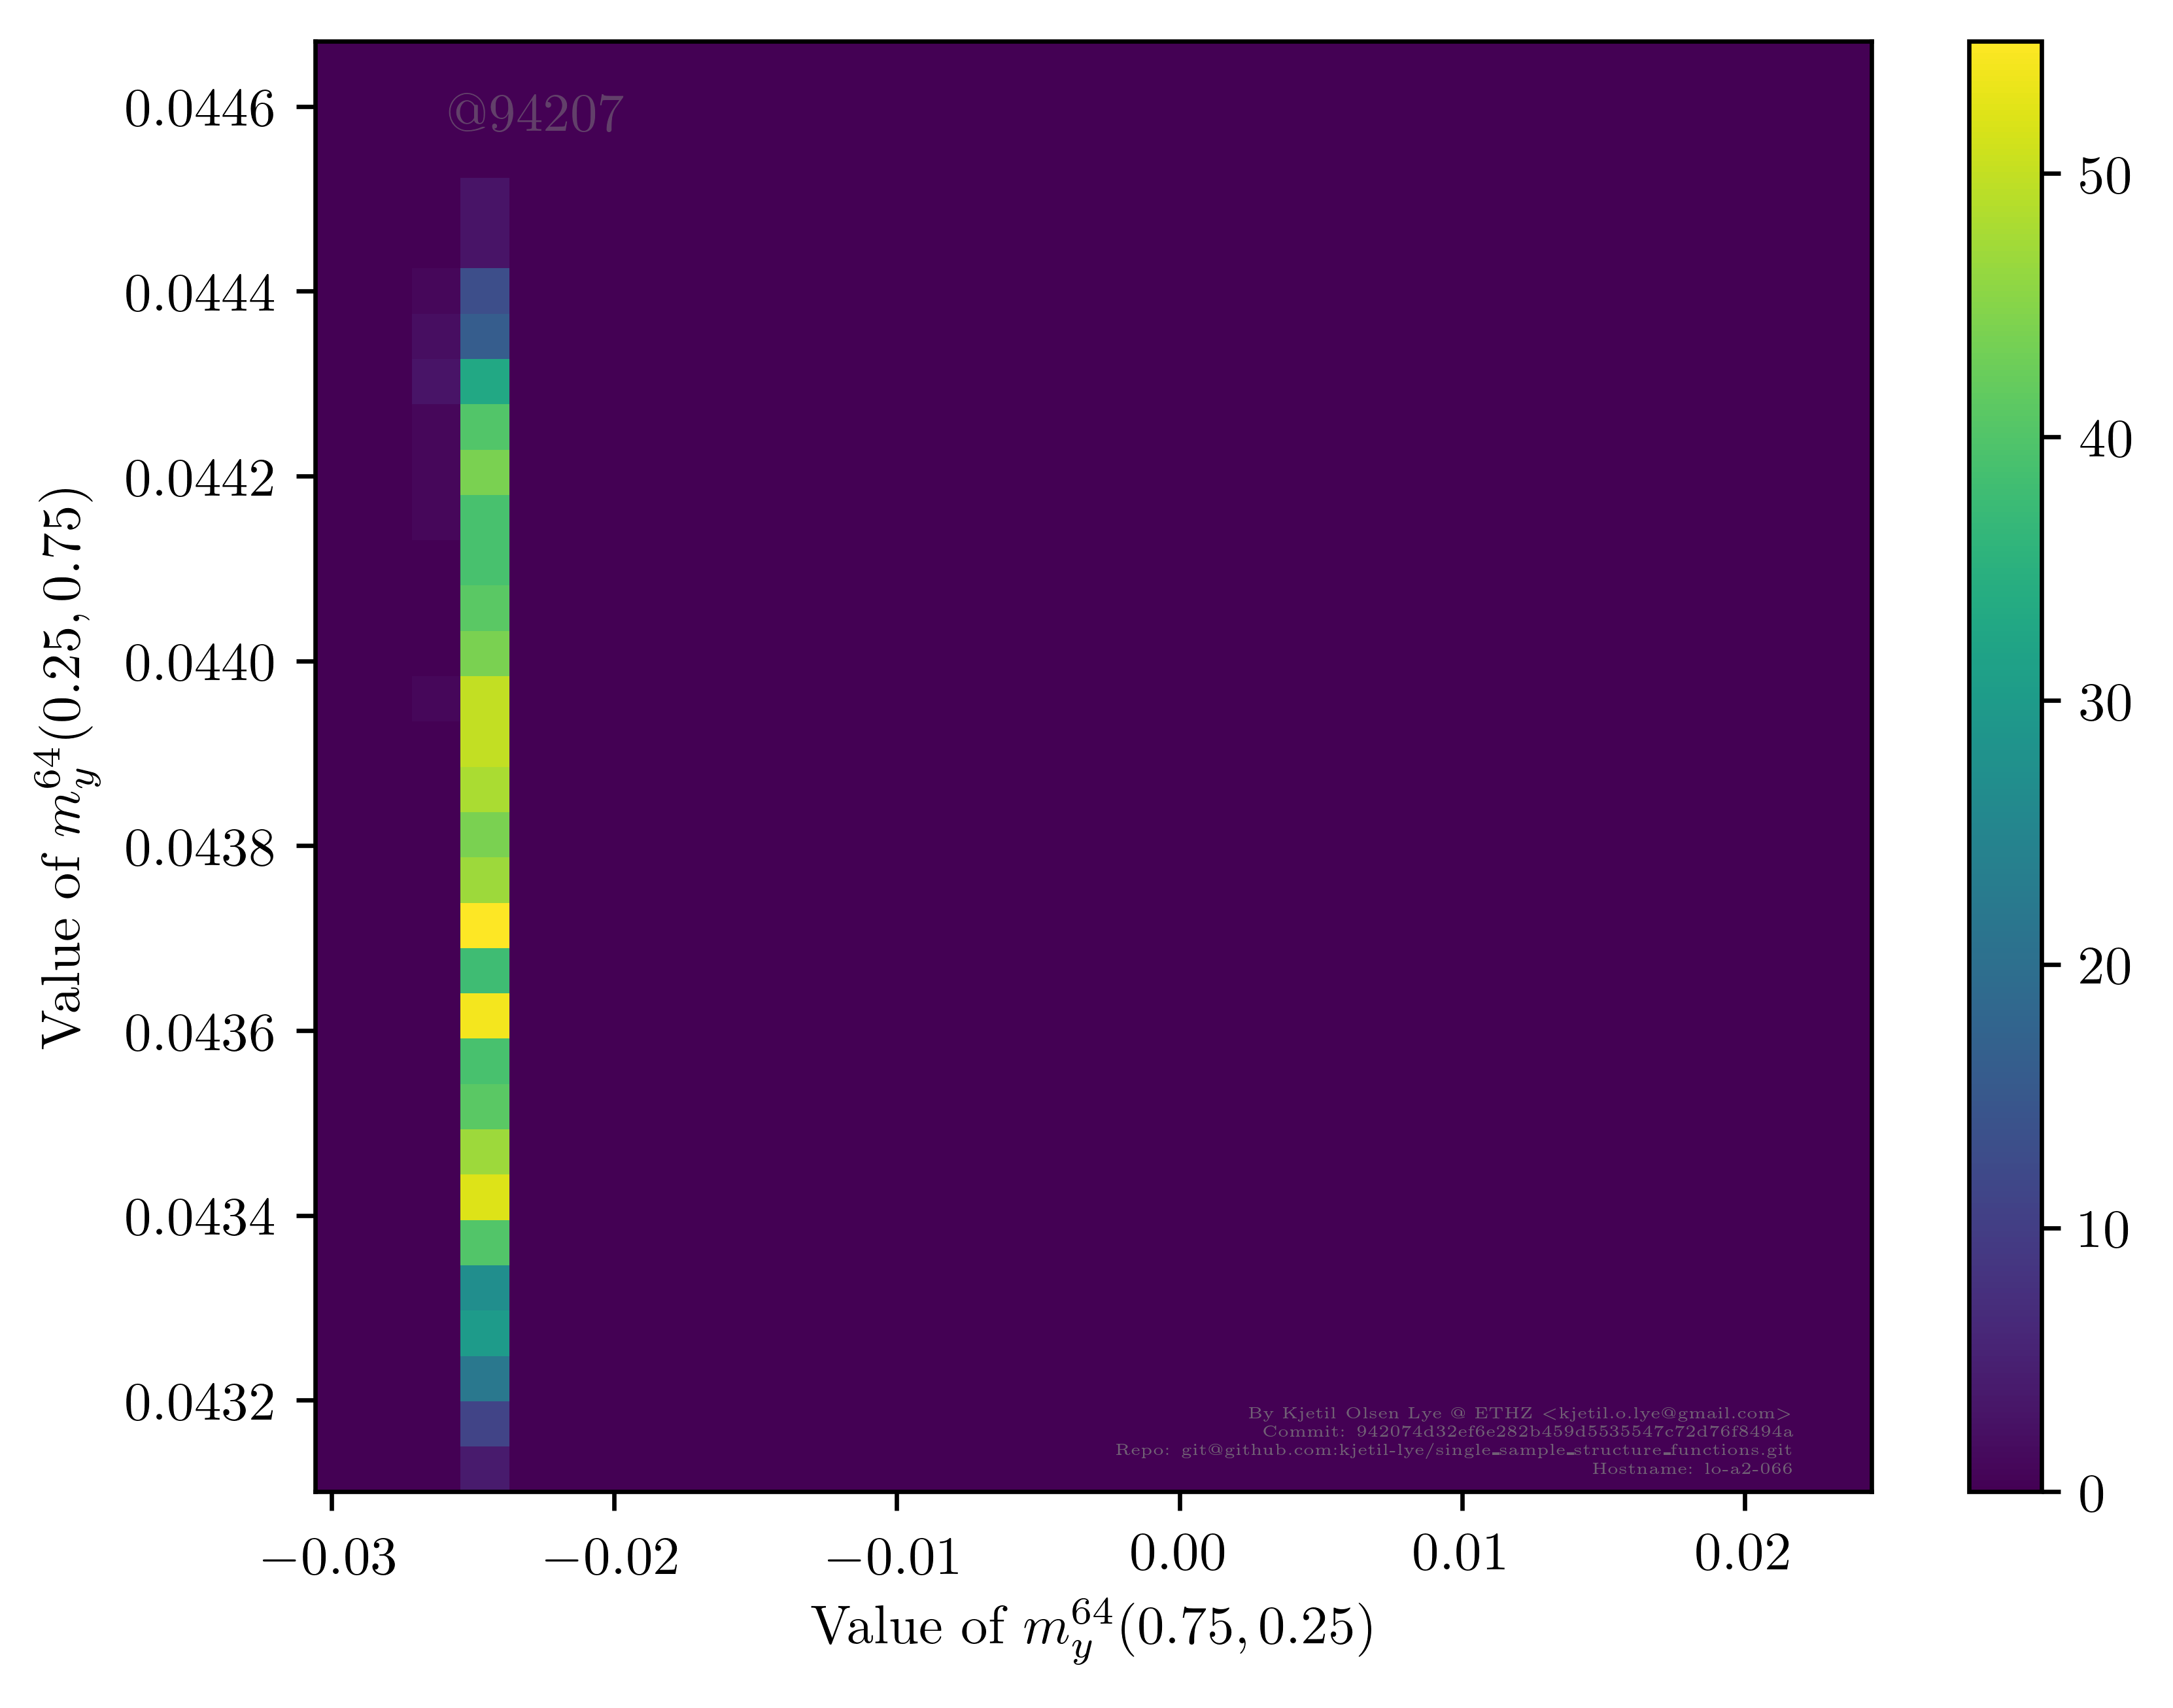 @94207
0.0446
0.0444
0.0442
0.0440
0.0438
0.0436
0.0434
0.0432
Value of $m_y^{64}(0.25, 0.75)$
50
40
30
20
10
0
By Kjetil Olsen Lye @ ETHZ <kjetil.o.lye@gmail.com>
Commit: 942074d32ef6e282b459d5535547c72d76f8494a
Repo: git@github.com:kjetil-lye/single_sample_structure_functions.git
Hostname: lo-a2-066
−0.03 −0.02 −0.01 0.00 0.01 0.02
Value of $m_y^{64}(0.75, 0.25)$